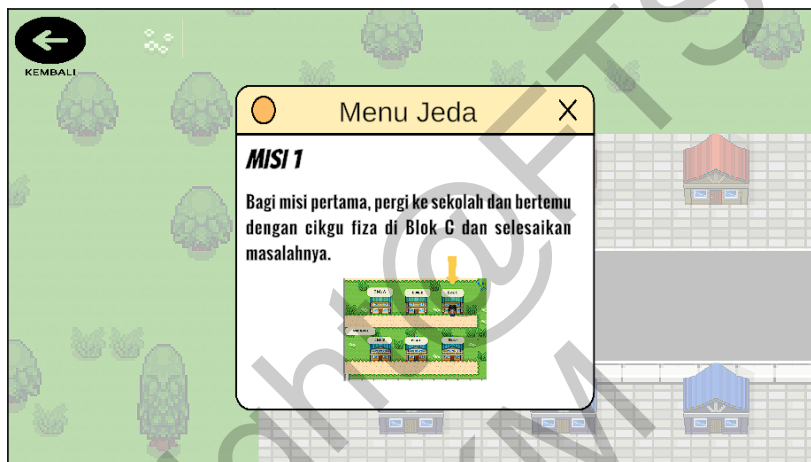 KEMBALI
Menu Jeda
MISI 1
Bagi misi pertama, pergi ke sekolah dan bertemu
dengan cikgu fiza di Blok C dan selesaikan
masalahnya.